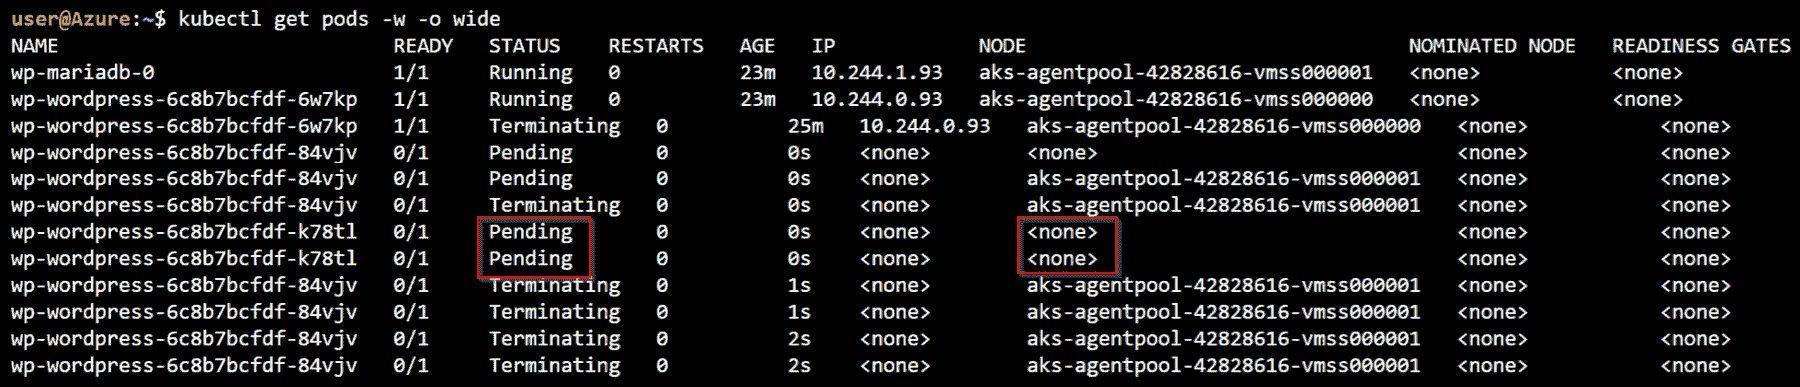 user@Azure:~$ kubectl get pods -w -o wide
NAME READY STATUS RESTARTS AGE IP NODE NOMINATED NODE READINESS GATES
wp-mariadb-0 1/1 Running 0 23m 10.244.1.93 aks-agentpool-42828616-vmss000001 <none> <none>
wp-wordpress-6c8b7bcfdf-6w7kp 1/1 Running 0 23m 10.244.0.93 aks-agentpool-42828616-vmss000000 <none> <none>
wp-wordpress-6c8b7bcfdf-6w7kp 1/1 Terminating 0 25m 10.244.0.93 aks-agentpool-42828616-vmss000000 <none> <none>
wp-wordpress-6c8b7bcfdf-84vjv 0/1 Pending 0 0s <none> <none> <none> <none>
wp-wordpress-6c8b7bcfdf-84vjv 0/1 Pending 0 0s <none> aks-agentpool-42828616-vmss000001 <none> <none>
wp-wordpress-6c8b7bcfdf-84vjv 0/1 Terminating 0 0s <none> aks-agentpool-42828616-vmss000001 <none> <none>
wp-wordpress-6c8b7bcfdf-k78tl 0/1 Pending 0 0s <none> <none> <none> <none>
wp-wordpress-6c8b7bcfdf-k78tl 0/1 Pending 0 0s <none> <none> <none> <none>
wp-wordpress-6c8b7bcfdf-84vjv 0/1 Terminating 0 1s <none> aks-agentpool-42828616-vmss000001 <none> <none>
wp-wordpress-6c8b7bcfdf-84vjv 0/1 Terminating 0 1s <none> aks-agentpool-42828616-vmss000001 <none> <none>
wp-wordpress-6c8b7bcfdf-84vjv 0/1 Terminating 0 2s <none> aks-agentpool-42828616-vmss000001 <none> <none>
wp-wordpress-6c8b7bcfdf-84vjv 0/1 Terminating 0 2s <none> aks-agentpool-42828616-vmss000001 <none> <none>